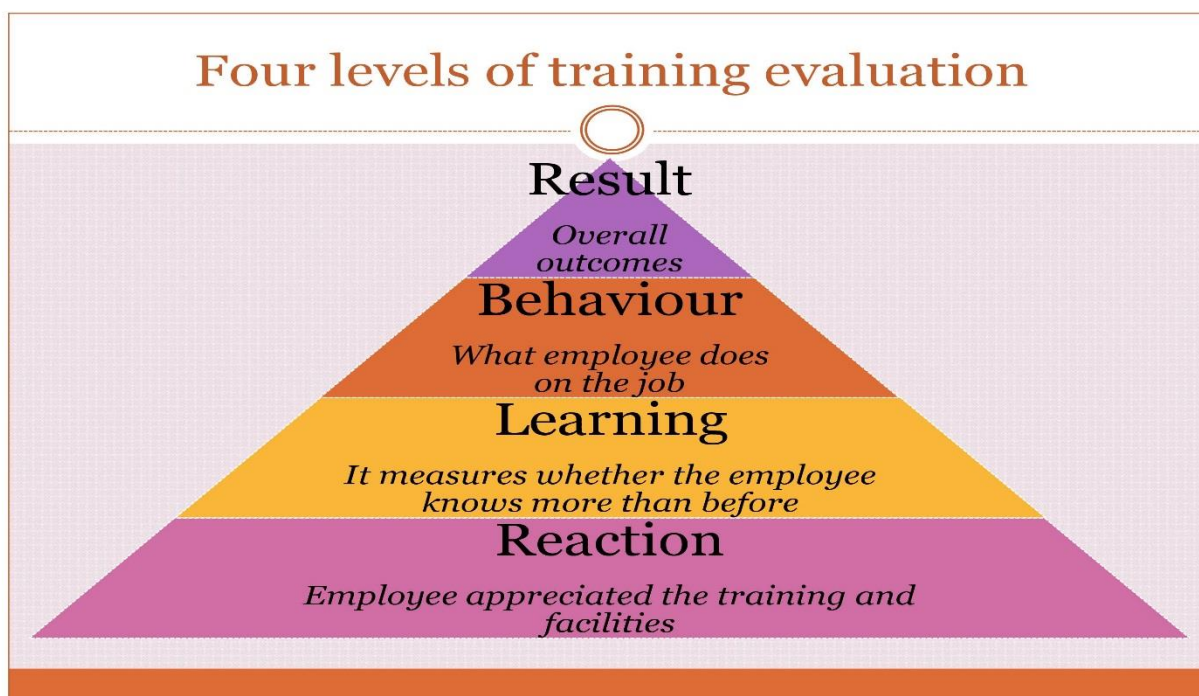 Four levels of training evaluation
Result
Overall
outcomes
Behaviour
What employee does
on the job
Learning
It measures whether the employee
knows more than before
Reaction
Employee appreciated the training and
facilities